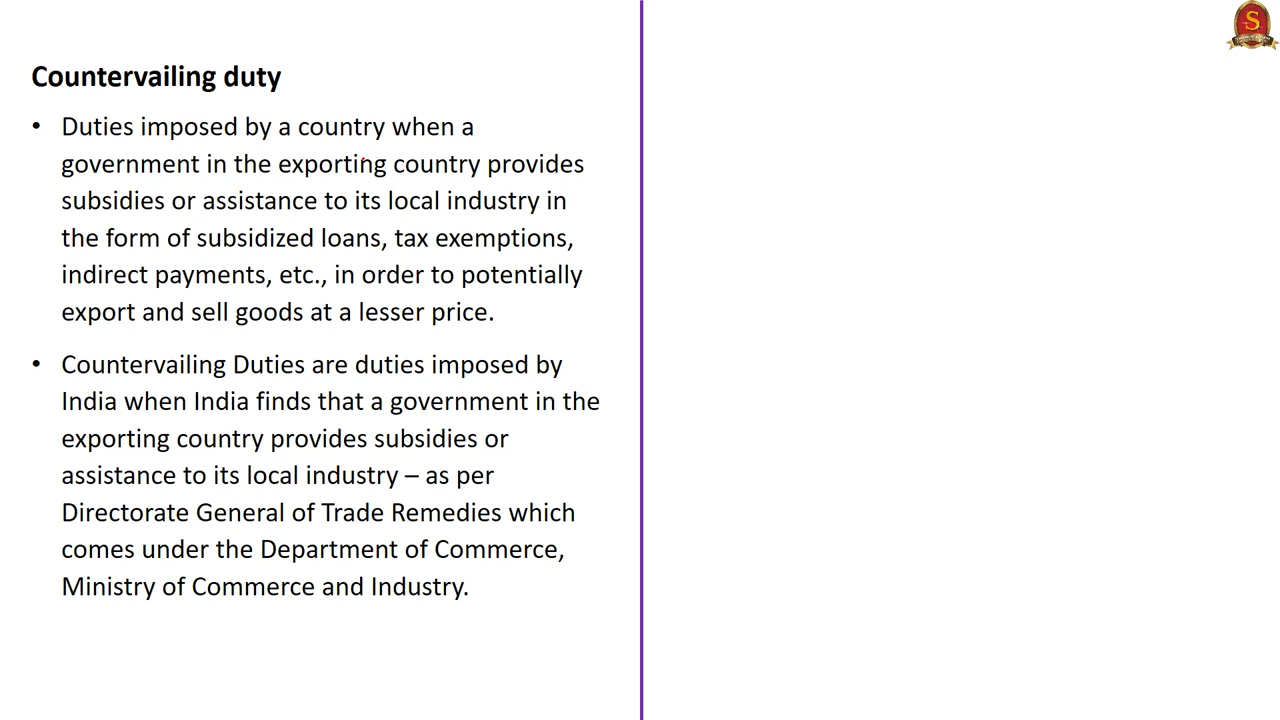 Countervailing duty
• Duties imposed by a country when a
government in the exporting country provides
subsidies or assistance to its local industry in
the form of subsidized loans, tax exemptions,
indirect payments, etc., in order to potentially
export and sell goods at a lesser price.
• Countervailing Duties are duties imposed by
India when India finds that a government in the
exporting country provides subsidies or
assistance to its local industry – as per
Directorate General of Trade Remedies which
comes under the Department of Commerce,
Ministry of Commerce and Industry.
S